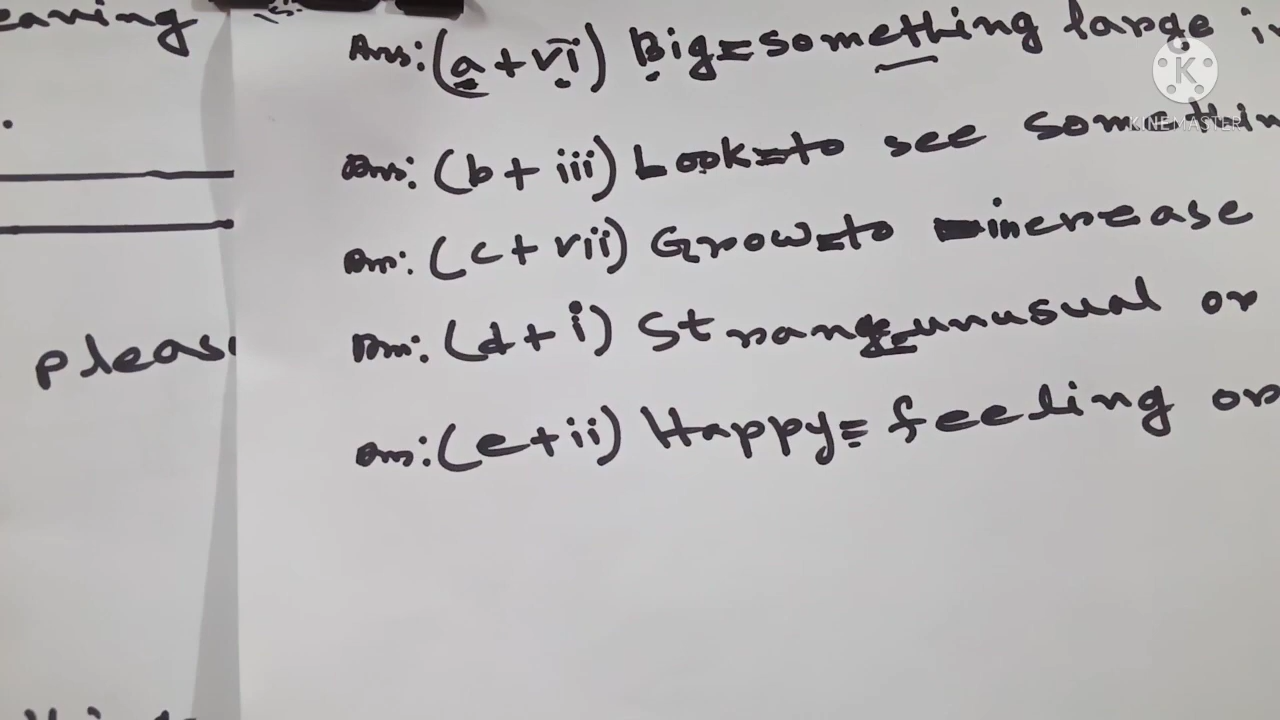 eaving
Ans: (a+vi) Big=something large i
Ans: (b+iii) Look=to see somethin
Ans: (c+vii) Grow=to increase
Ans: (d+i) Strange=unusual or
pleas
Ans: (e+ii) Happy=feeling or
KINEMASTER